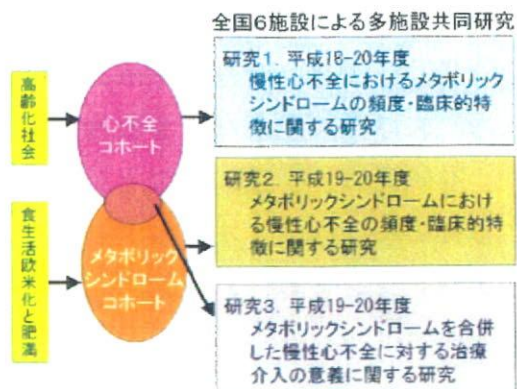 全国6施設による多施設共同研究
高齢化社会
心不全
コホート
研究1. 平成18-20年度
慢性心不全におけるメタボリック
シンドロームの頻度・臨床的特
徴に関する研究
食生活欧米化と肥満
メタボリック
シンドローム
コホート
研究2. 平成19-20年度
メタボリックシンドロームにおけ
る慢性心不全の頻度・臨床的特
徴に関する研究
研究3. 平成19-20年度
メタボリックシンドロームを合併
した慢性心不全に対する治療
介入の意義に関する研究